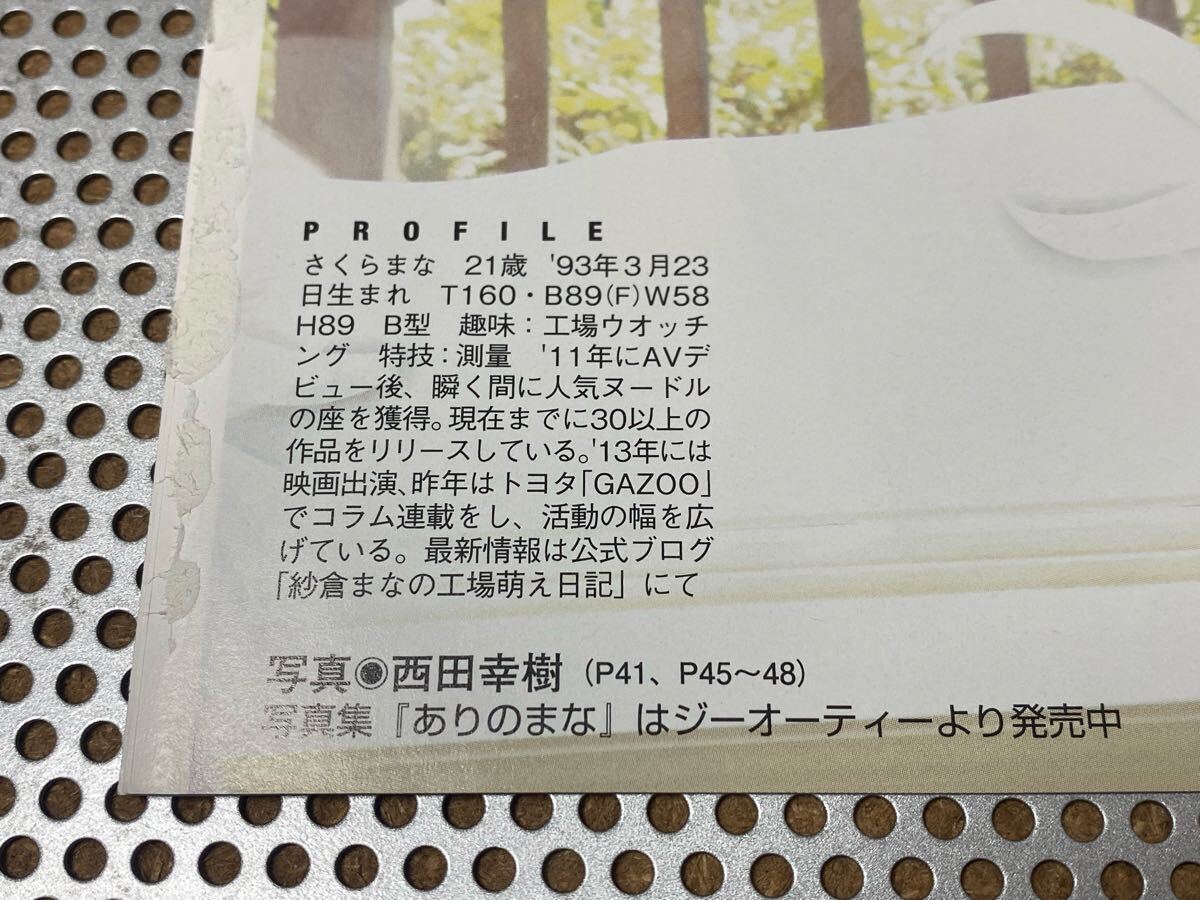 PROFILE
さくらまな　21歳　'93年3月23
日生まれ　T160・B89(F)W58
H89　B型　趣味：工場ウオッチ
ング　特技：測量　'11年にAVデ
ビュー後、瞬く間に人気ヌードル
の座を獲得。現在までに30以上の
作品をリリースしている。'13年には
映画出演、昨年はトヨタ「GAZOO」
でコラム連載をし、活動の幅を広
げている。最新情報は公式ブログ
「紗倉まなの工場萌え日記」にて
写真◉西田幸樹（P41、P45〜48）
写真集『ありのまな』はジーオーティーより発売中